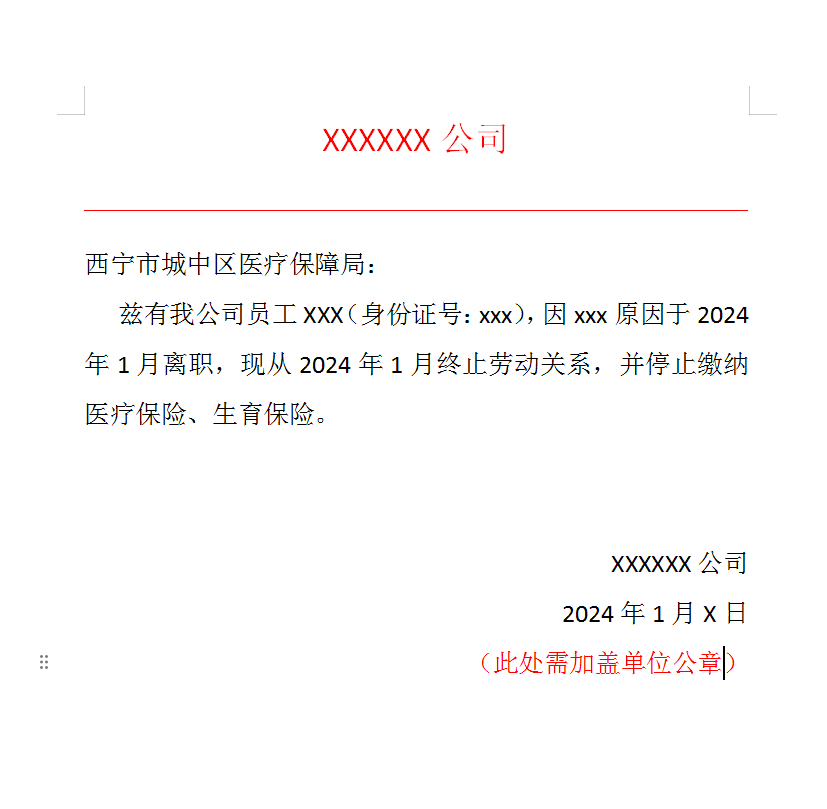 XXXXXX 公司
西宁市城中区医疗保障局：
兹有我公司员工 XXX（身份证号：xxx），因 xxx 原因于 2024
年 1 月离职，现从 2024 年 1 月终止劳动关系，并停止缴纳
医疗保险、生育保险。
XXXXXX 公司
2024 年 1 月 X 日
（此处需加盖单位公章）